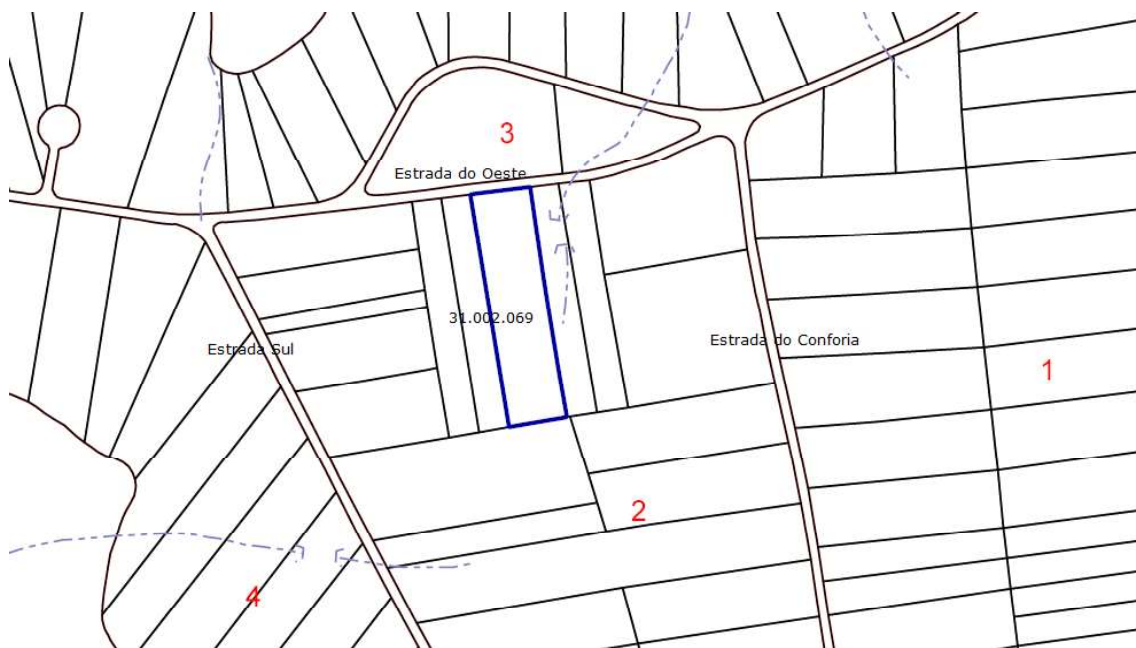 3
Estrada do Oeste
31.002.069
Estrada do Conforia
Estrada Sul
1
2
4